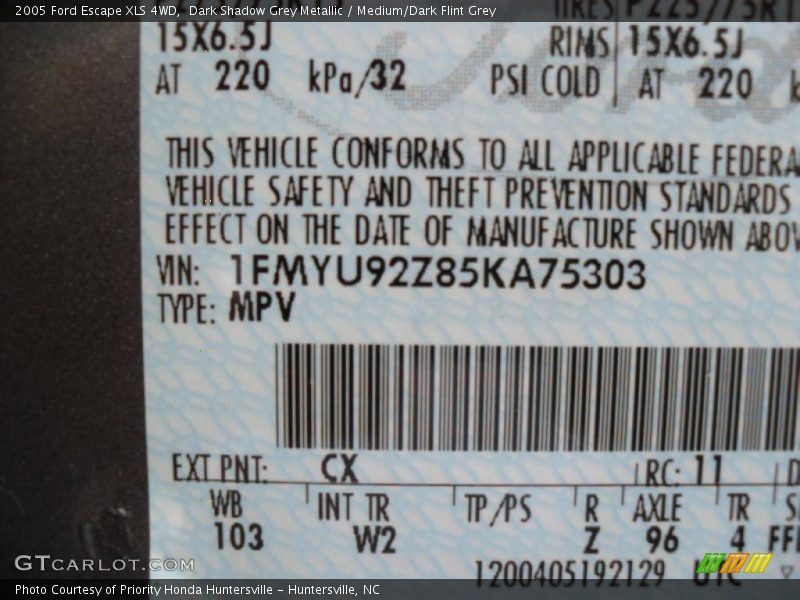 2005 Ford Escape XLS 4WD, Dark Shadow Grey Metallic / Medium/Dark Flint Grey
15X6.5J RIMS 15X6.5J
AT 220 kPa/32 PSI COLD AT 220
THIS VEHICLE CONFORMS TO ALL APPLICABLE FEDERA
VEHICLE SAFETY AND THEFT PREVENTION STANDARDS
EFFECT ON THE DATE OF MANUFACTURE SHOWN ABOV
VIN: 1FMYU92Z85KA75303
TYPE: MPV
EXT PNT: CX RC: 11 D
WB INT TR TP/PS R AXLE TR S
103 W2 Z 96 4 FF
1200405192129 UTC
GTCARLOT.COM
Photo Courtesy of Priority Honda Huntersville - Huntersville, NC